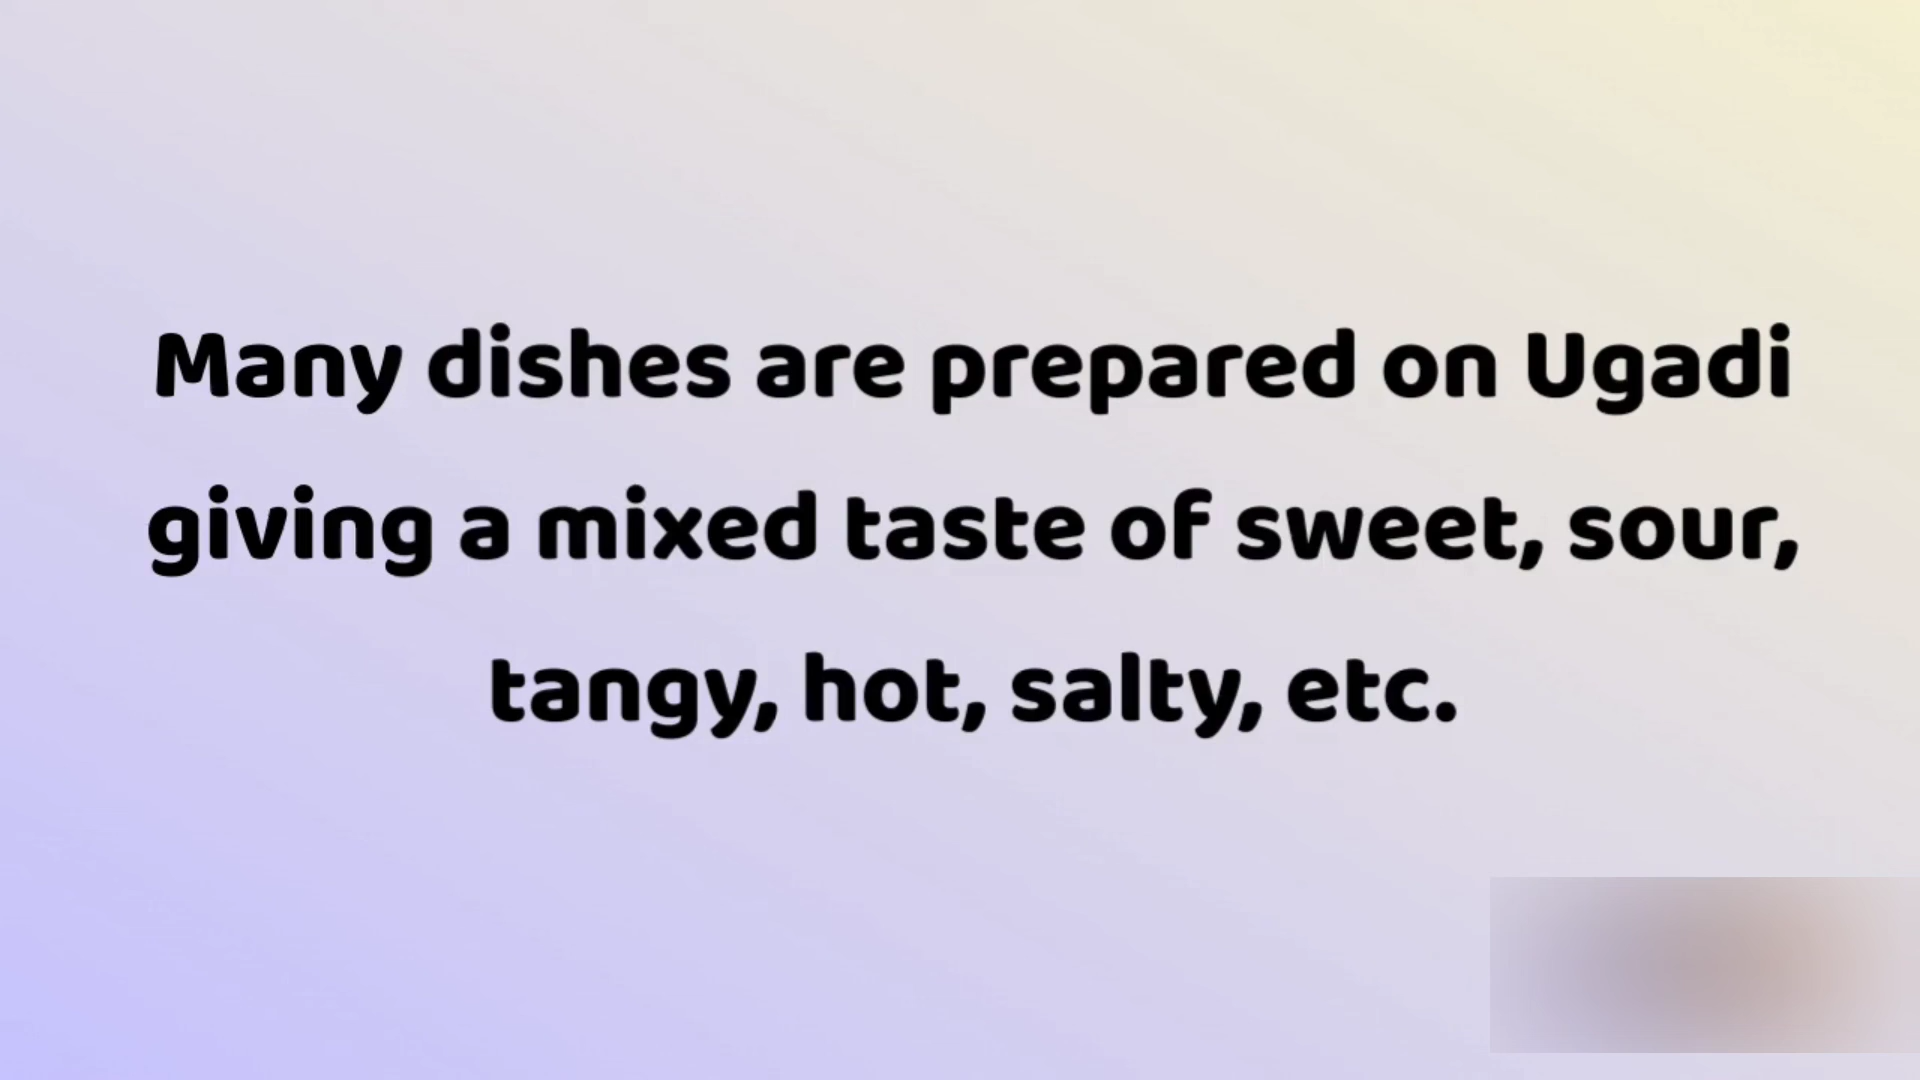 Many dishes are prepared on Ugadi
giving a mixed taste of sweet, sour,
tangy, hot, salty, etc.